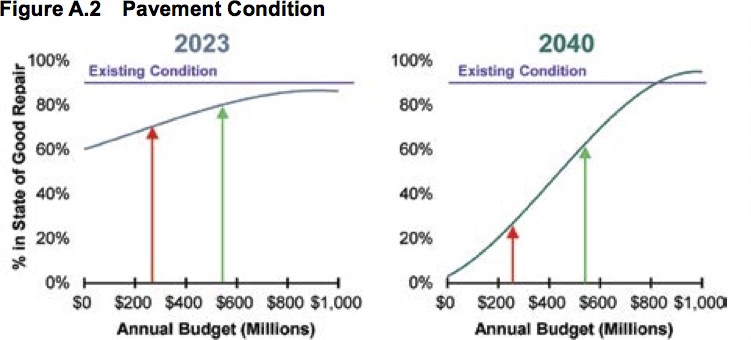 Figure A.2 Pavement Condition
2023
% in State of Good Repair
100%
80%
60%
40%
20%
0%
Existing Condition
$0 $200 $400 $600 $800 $1,000
Annual Budget (Millions)
2040
100%
80%
60%
40%
20%
0%
Existing Condition
$0 $200 $400 $600 $800 $1,000
Annual Budget (Millions)